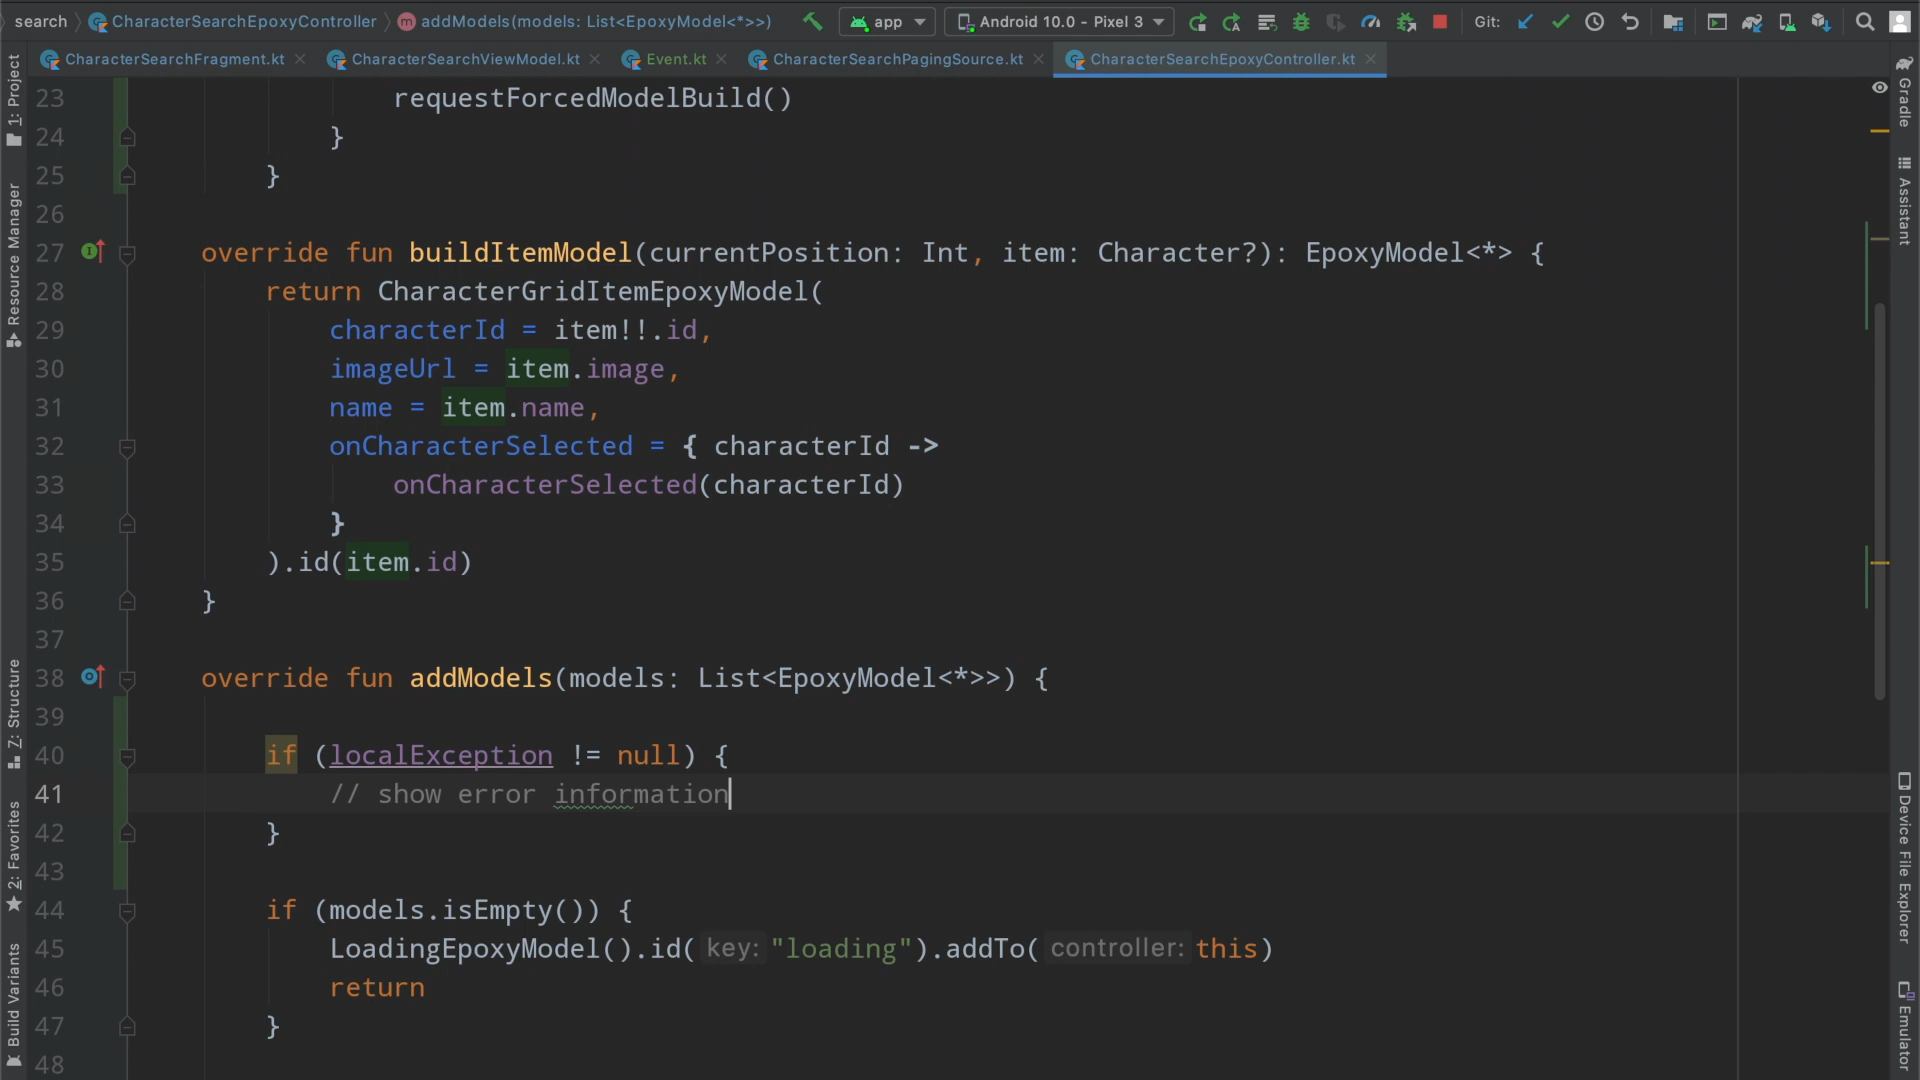 search CharacterSearchEpoxyController addModels(models: List<EpoxyModel<*>>) app Android 10.0 - Pixel 3 Git:
CharacterSearchFragment.kt CharacterSearchViewModel.kt Event.kt CharacterSearchPagingSource.kt CharacterSearchEpoxyController.kt
1: Project
Resource Manager
Z: Structure
2: Favorites
Build Variants
23 requestForcedModelBuild()
24 }
25 }
26
27 override fun buildItemModel(currentPosition: Int, item: Character?): EpoxyModel<*> {
28 return CharacterGridItemEpoxyModel(
29 characterId = item!!.id,
30 imageUrl = item.image,
31 name = item.name,
32 onCharacterSelected = { characterId ->
33 onCharacterSelected(characterId)
34 }
35 ).id(item.id)
36 }
37
38 override fun addModels(models: List<EpoxyModel<*>>) {
39
40 if (localException != null) {
41 // show error information
42 }
43
44 if (models.isEmpty()) {
45 LoadingEpoxyModel().id( key: "loading").addTo( controller: this)
46 return
47 }
48
Gradle
Assistant
Device File Explorer
Emulator